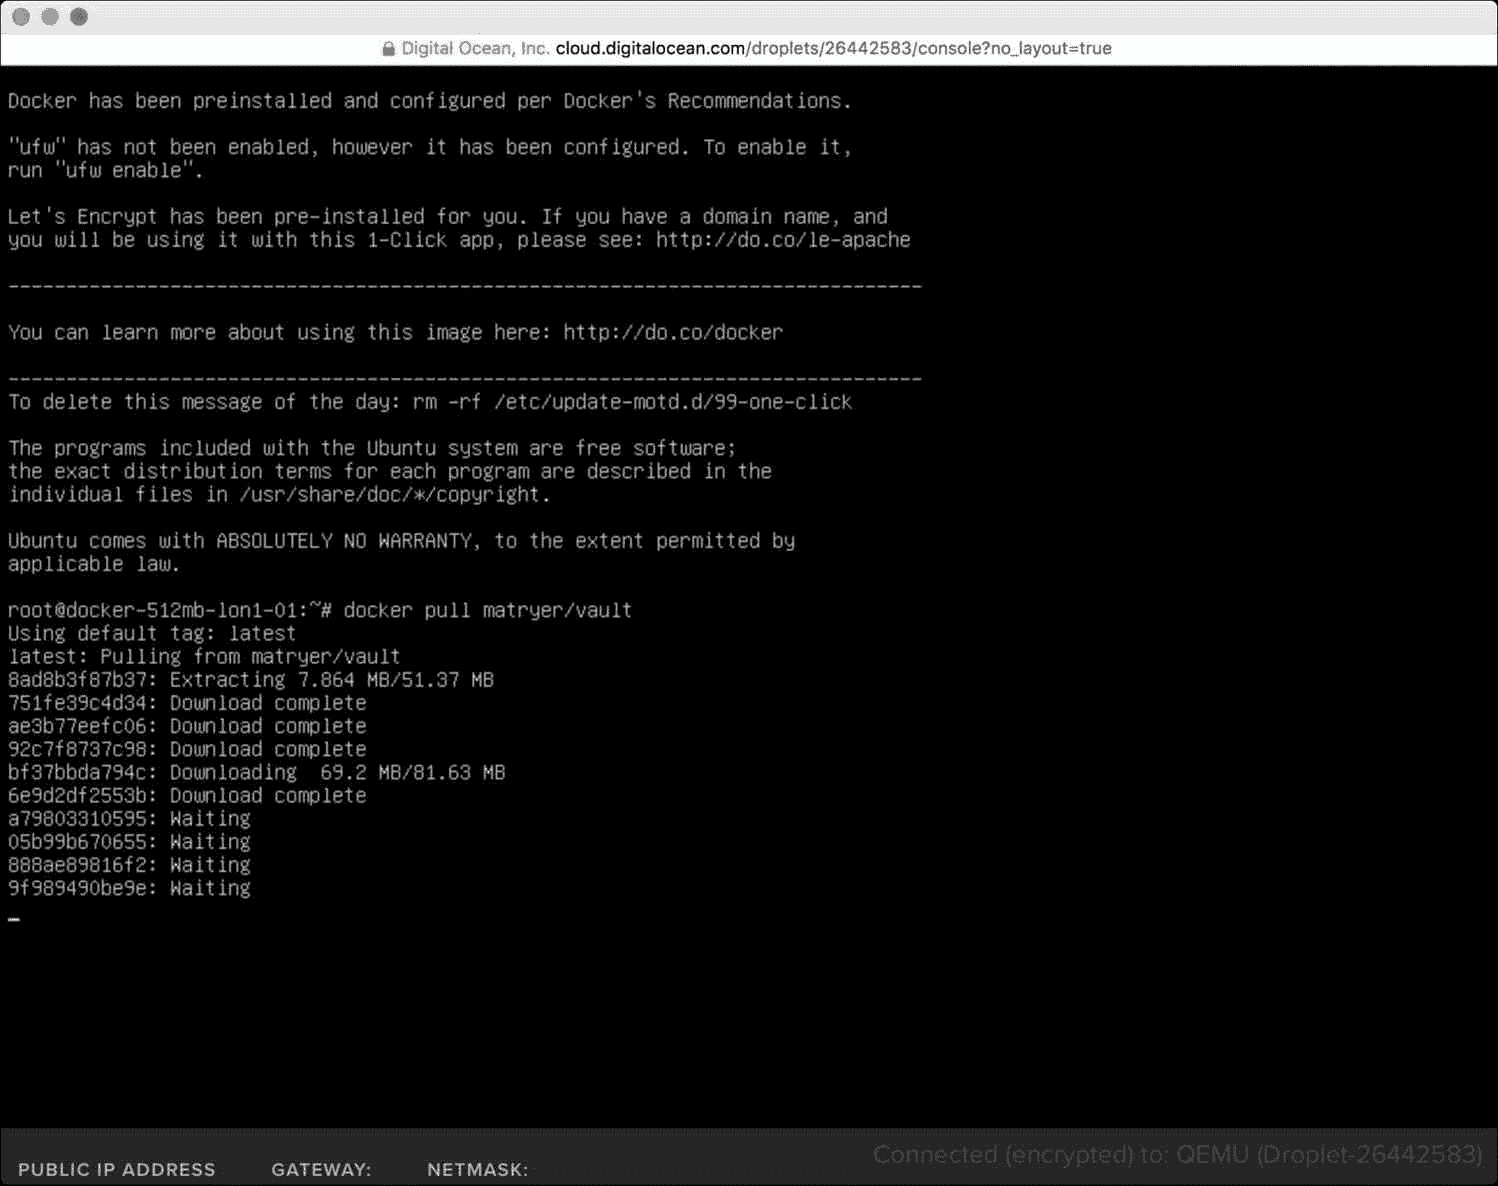 Digital Ocean, Inc. cloud.digitalocean.com/droplets/26442583/console?no_layout=true
Docker has been preinstalled and configured per Docker's Recommendations.
"ufw" has not been enabled, however it has been configured. To enable it,
run "ufw enable".
Let's Encrypt has been pre-installed for you. If you have a domain name, and
you will be using it with this 1-Click app, please see: http://do.co/le-apache
-------------------------------------------------------------------------------
You can learn more about using this image here: http://do.co/docker
-------------------------------------------------------------------------------
To delete this message of the day: rm -rf /etc/update-motd.d/99-one-click
The programs included with the Ubuntu system are free software;
the exact distribution terms for each program are described in the
individual files in /usr/share/doc/*/copyright.
Ubuntu comes with ABSOLUTELY NO WARRANTY, to the extent permitted by
applicable law.
root@docker-512mb-lon1-01:~# docker pull matryer/vault
Using default tag: latest
latest: Pulling from matryer/vault
8ad8b3f87b37: Extracting 7.864 MB/51.37 MB
751fe39c4d34: Download complete
ae3b77eefc06: Download complete
92c7f8737c98: Download complete
bf37bbda794c: Downloading  69.2 MB/81.63 MB
6e9d2df2553b: Download complete
a79803310595: Waiting
05b99b670655: Waiting
888ae89816f2: Waiting
9f989490be9e: Waiting
Connected (encrypted) to: QEMU (Droplet-26442583)
PUBLIC IP ADDRESS GATEWAY: NETMASK: